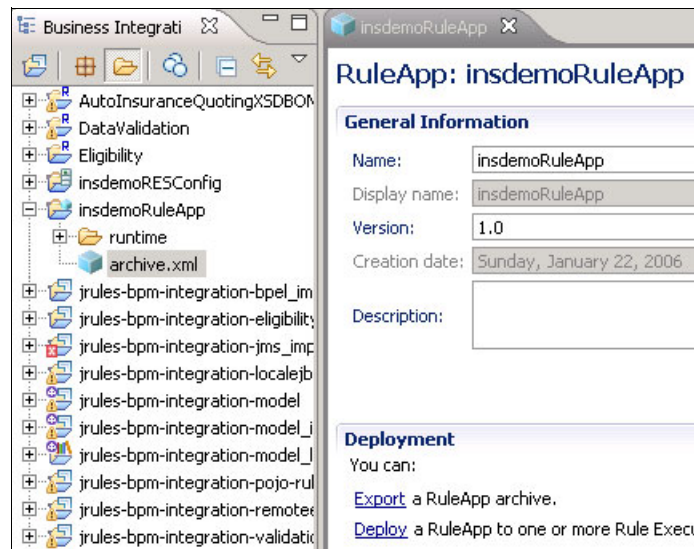 Business Integrati
AutoInsuranceQuotingXSDBOM
DataValidation
Eligibility
insdemoRESConfig
insdemoRuleApp
runtime
archive.xml
jrules-bpm-integration-bpel_im
jrules-bpm-integration-eligibility
jrules-bpm-integration-jms_imp
jrules-bpm-integration-localejb
jrules-bpm-integration-model
jrules-bpm-integration-model_i
jrules-bpm-integration-model_l
jrules-bpm-integration-pojo-rul
jrules-bpm-integration-remotee
jrules-bpm-integration-validatio
insdemoRuleApp
RuleApp: insdemoRuleApp
General Information
Name: insdemoRuleApp
Display name: insdemoRuleApp
Version: 1.0
Creation date: Sunday, January 22, 2006
Description:
Deployment
You can:
Export a RuleApp archive.
Deploy a RuleApp to one or more Rule Execu